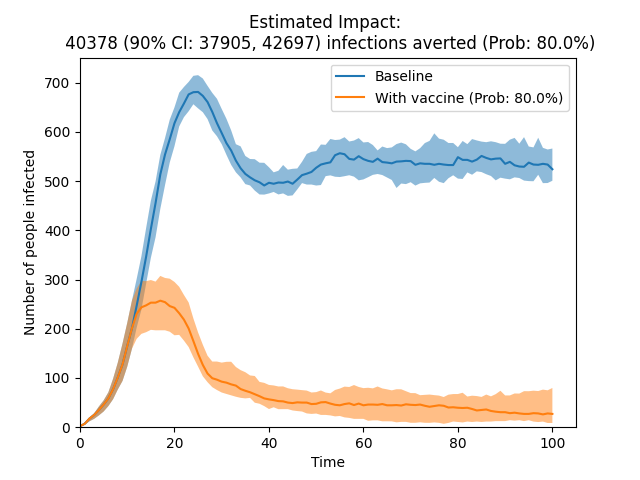 Estimated Impact:
40378 (90% CI: 37905, 42697) infections averted (Prob: 80.0%)
Baseline
With vaccine (Prob: 80.0%)
Number of people infected
700
600
500
400
300
200
100
0
0 20 40 60 80 100
Time